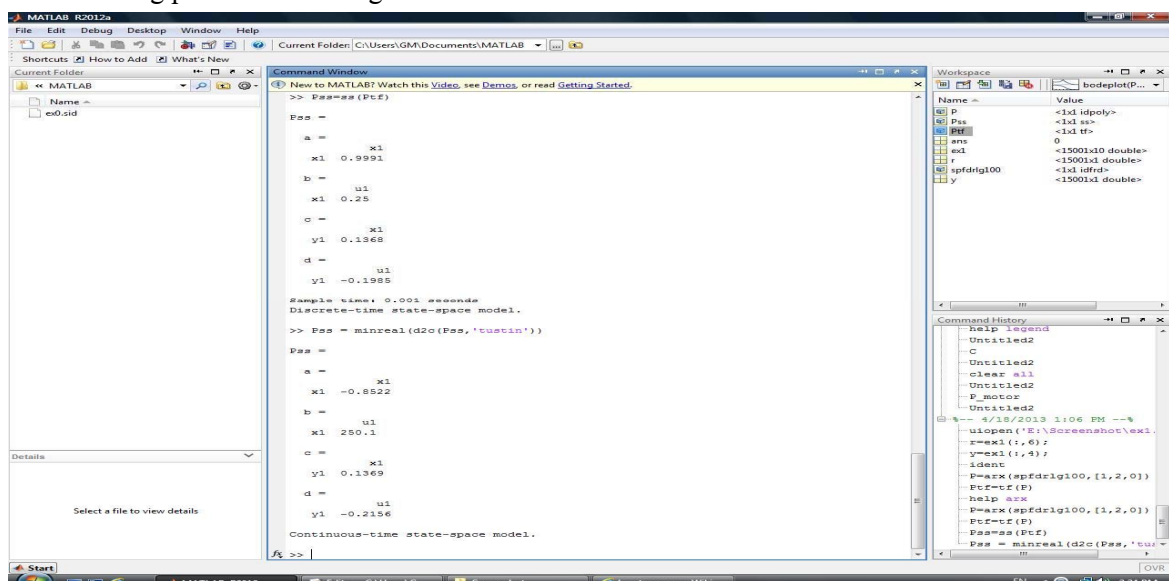 MATLAB R2012a
File Edit Debug Desktop Window Help
Current Folder: C:\Users\GM\Documents\MATLAB
Shortcuts How to Add What's New
Current Folder
« MATLAB
Name
ex0.sid
Details
Select a file to view details
Command Window
New to MATLAB? Watch this Video, see Demos, or read Getting Started.
>> Pss=ss(Ptf)
Pss =
a =
x1
x1 0.9991
b =
u1
x1 0.25
c =
x1
y1 0.1368
d =
u1
y1 -0.1985
Sample time: 0.001 seconds
Discrete-time state-space model.
>> Pss = minreal(d2c(Pss,'tustin'))
Pss =
a =
x1
x1 -0.8522
b =
u1
x1 250.1
c =
x1
y1 0.1369
d =
u1
y1 -0.2156
Continuous-time state-space model.
fx >>
Workspace
bodeplot(P...
Name Value
P <1x1 idpoly>
Pss <1x1 ss>
Ptf <1x1 tf>
ans 0
ex1 <15001x10 double>
r <15001x1 double>
spfdrlg100 <1x1 idfrd>
y <15001x1 double>
Command History
help legend
Untitled2
C
Untitled2
clear all
Untitled2
P_motor
Untitled2
%-- 4/18/2013 1:06 PM --%
uiopen('E:\Screenshot\ex1.
r=ex1(:,6);
y=ex1(:,4);
ident
P=arx(spfdrlg100,[1,2,0])
Ptf=tf(P)
help arx
P=arx(spfdrlg100,[1,2,0])
Ptf=tf(P)
Pss=ss(Ptf)
Pss = minreal(d2c(Pss,'tus
Start
OVR